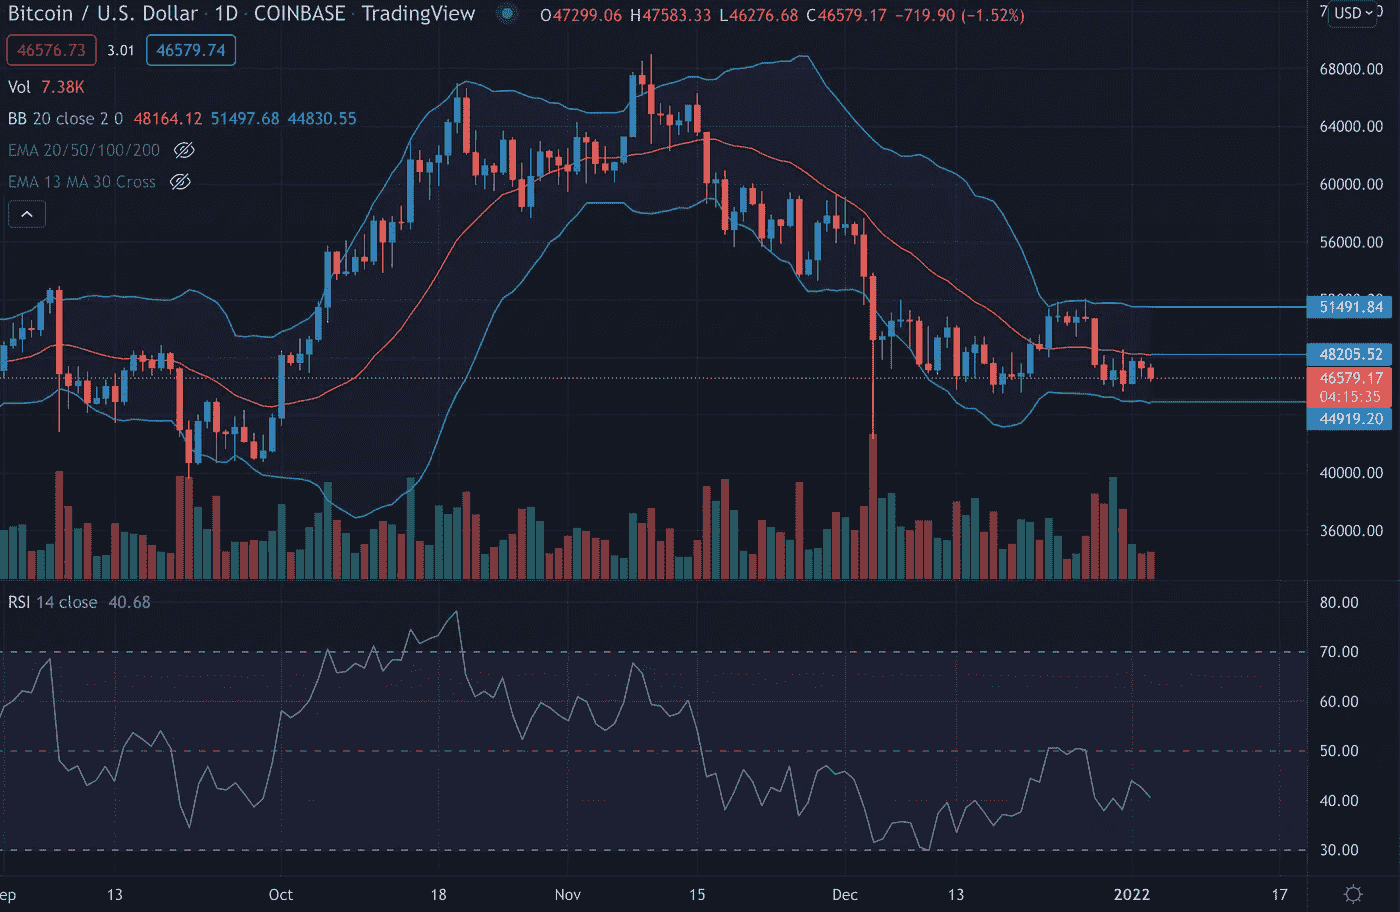 Bitcoin / U.S. Dollar · 1D · COINBASE · TradingView O47299.06 H47583.33 L46276.68 C46579.17 −719.90 (−1.52%)
USD
46576.73 3.01 46579.74
Vol 7.38K
BB 20 close 2 0 48164.12 51497.68 44830.55
EMA 20/50/100/200
EMA 13 MA 30 Cross
68000.00
64000.00
60000.00
56000.00
51491.84
48205.52
46579.17
04:15:35
44919.20
40000.00
36000.00
RSI 14 close 40.68
80.00
70.00
60.00
50.00
40.00
30.00
ep 13 Oct 18 Nov 15 Dec 13 2022 17